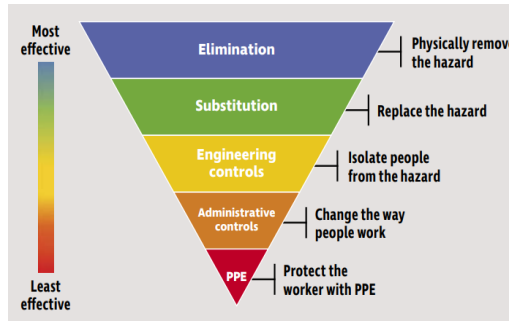 Most
effective
Elimination
Physically remove
the hazard
Substitution
Replace the hazard
Engineering
controls
Isolate people
from the hazard
Administrative
controls
Change the way
people work
PPE
Protect the
worker with PPE
Least
effective